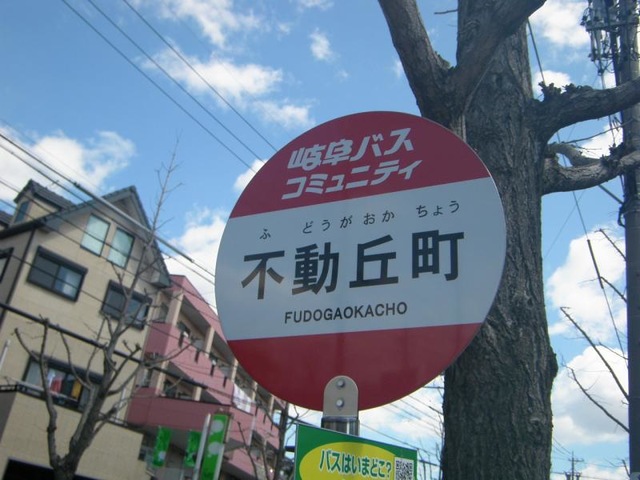 岐阜バス
コミュニティ
ふ どうがおか ちょう
不動丘町
FUDOGAOKACHO
バスはいまどこ?